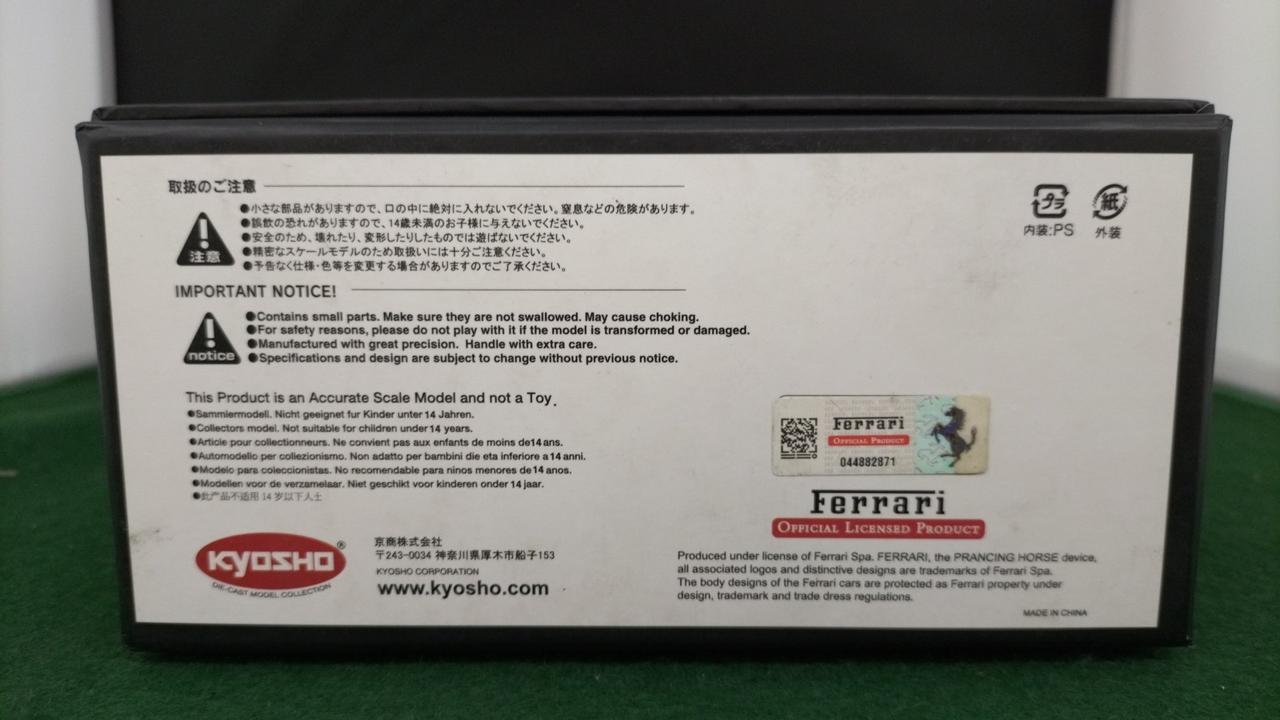 取扱のご注意
注意
●小さな部品がありますので、口の中に絶対に入れないでください。窒息などの危険があります。
●誤飲の恐れがありますので、14歳未満のお子様に与えないでください。
●安全のため、壊れたり、変形したりしたものでは遊ばないでください。
●精密なスケールモデルのため取扱いには十分ご注意ください。
●予告なく仕様・色等を変更する場合がありますのでご了承ください。
プラ
紙
内装:PS
外装
IMPORTANT NOTICE!
notice
●Contains small parts. Make sure they are not swallowed. May cause choking.
●For safety reasons, please do not play with it if the model is transformed or damaged.
●Manufactured with great precision. Handle with extra care.
●Specifications and design are subject to change without previous notice.
This Product is an Accurate Scale Model and not a Toy.
●Sammlermodell. Nicht geeignet fur Kinder unter 14 Jahren.
●Collectors model. Not suitable for children under 14 years.
●Article pour collectionneurs. Ne convient pas aux enfants de moins de14 ans.
●Automodello per collezionismo. Non adatto per bambini die eta inferiore a 14 anni.
●Modelo para coleccionistas. No recomendable para ninos menores de14 anos.
●Modellen voor de verzamelaar. Niet geschikt voor kinderen onder 14 jaar.
●此产品不适用 14 岁以下人士
Ferrari
OFFICIAL PRODUCT
044882871
Ferrari
OFFICIAL LICENSED PRODUCT
KYOSHO®
DIE-CAST MODEL COLLECTION
京商株式会社
〒243-0034 神奈川県厚木市船子153
KYOSHO CORPORATION
www.kyosho.com
Produced under license of Ferrari Spa. FERRARI, the PRANCING HORSE device,
all associated logos and distinctive designs are trademarks of Ferrari Spa.
The body designs of the Ferrari cars are protected as Ferrari property under
design, trademark and trade dress regulations.
MADE IN CHINA